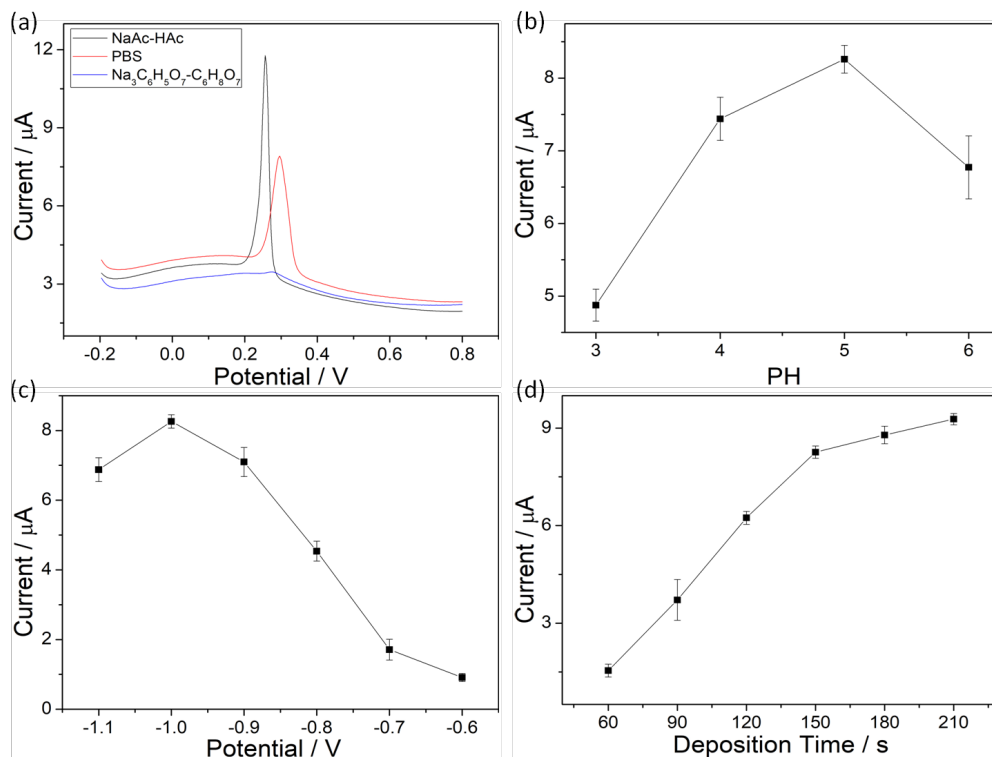 (a)
NaAc-HAc
PBS
Na₃C₆H₅O₇-C₆H₈O₇
12
9
6
3
Current / μA
-0.2 0.0 0.2 0.4 0.6 0.8
Potential / V
(b)
8
7
6
5
Current / μA
3 4 5 6
PH
(c)
8
6
4
2
0
Current / μA
-1.1 -1.0 -0.9 -0.8 -0.7 -0.6
Potential / V
(d)
9
6
3
Current / μA
60 90 120 150 180 210
Deposition Time / s